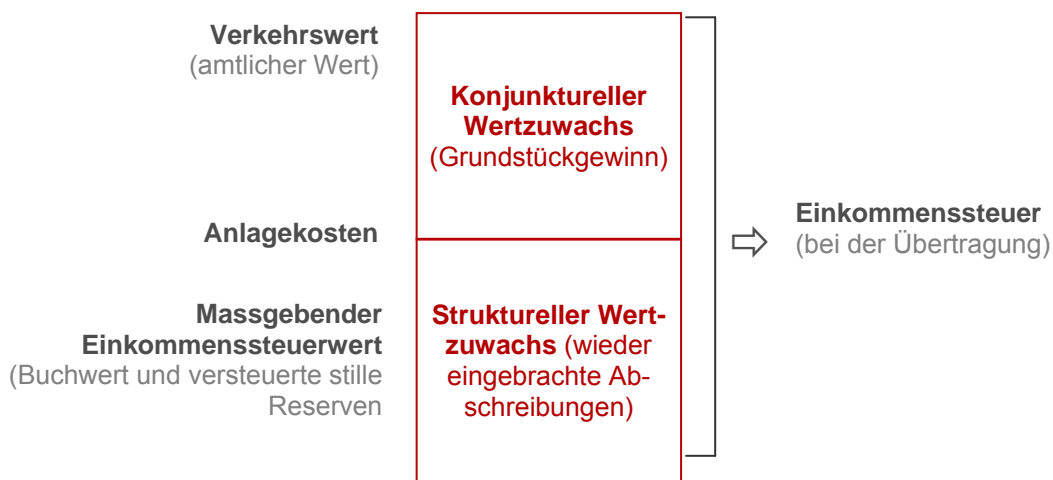 Verkehrswert
(amtlicher Wert)
Konjunktureller
Wertzuwachs
(Grundstückgewinn)
Anlagekosten
Einkommenssteuer
(bei der Übertragung)
Massgebender
Einkommenssteuerwert
(Buchwert und versteuerte stille
Reserven
Struktureller Wert-
zuwachs (wieder
eingebrachte Ab-
schreibungen)